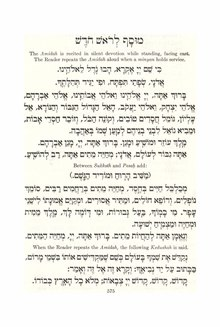 מוסף לראש חדש
The Amidah is recited in silent devotion while standing, facing east.
The Reader repeats the Amidah aloud when a minyan holds service.
כִּי שֵׁם יְיָ אֶקְרָא, הָבוּ גֹדֶל לֵאלֹהֵינוּ.
אֲדֹנָי, שְׂפָתַי תִּפְתָּח, וּפִי יַגִּיד תְּהִלָּתֶךָ.
בָּרוּךְ אַתָּה, יְיָ אֱלֹהֵינוּ וֵאלֹהֵי אֲבוֹתֵינוּ, אֱלֹהֵי אַבְרָהָם,
אֱלֹהֵי יִצְחָק, וֵאלֹהֵי יַעֲקֹב, הָאֵל הַגָּדוֹל הַגִּבּוֹר וְהַנּוֹרָא, אֵל
עֶלְיוֹן, גּוֹמֵל חֲסָדִים טוֹבִים, וְקוֹנֵה הַכֹּל, וְזוֹכֵר חַסְדֵי אָבוֹת,
וּמֵבִיא גוֹאֵל לִבְנֵי בְנֵיהֶם לְמַעַן שְׁמוֹ בְּאַהֲבָה.
מֶלֶךְ עוֹזֵר וּמוֹשִׁיעַ וּמָגֵן. בָּרוּךְ אַתָּה, יְיָ, מָגֵן אַבְרָהָם.
אַתָּה גִבּוֹר לְעוֹלָם, אֲדֹנָי; מְחַיֵּה מֵתִים אַתָּה, רַב לְהוֹשִׁיעַ.
Between Sukkoth and Pesaḥ add:
(מַשִּׁיב הָרוּחַ וּמוֹרִיד הַגָּשֶׁם.)
מְכַלְכֵּל חַיִּים בְּחֶסֶד, מְחַיֵּה מֵתִים בְּרַחֲמִים רַבִּים, סוֹמֵךְ
נוֹפְלִים, וְרוֹפֵא חוֹלִים, וּמַתִּיר אֲסוּרִים, וּמְקַיֵּם אֱמוּנָתוֹ לִישֵׁנֵי
עָפָר. מִי כָמוֹךָ, בַּעַל גְּבוּרוֹת, וּמִי דּוֹמֶה לָּךְ, מֶלֶךְ מֵמִית
וּמְחַיֶּה וּמַצְמִיחַ יְשׁוּעָה.
וְנֶאֱמָן אַתָּה לְהַחֲיוֹת מֵתִים. בָּרוּךְ אַתָּה, יְיָ, מְחַיֵּה הַמֵּתִים.
When the Reader repeats the Amidah, the following Kedushah is said.
נְקַדֵּשׁ אֶת שִׁמְךָ בָּעוֹלָם כְּשֵׁם שֶׁמַּקְדִּישִׁים אוֹתוֹ בִּשְׁמֵי מָרוֹם,
כַּכָּתוּב עַל יַד נְבִיאֶךָ: וְקָרָא זֶה אֶל זֶה וְאָמַר:
קָדוֹשׁ, קָדוֹשׁ, קָדוֹשׁ יְיָ צְבָאוֹת; מְלֹא כָל הָאָרֶץ כְּבוֹדוֹ.
575